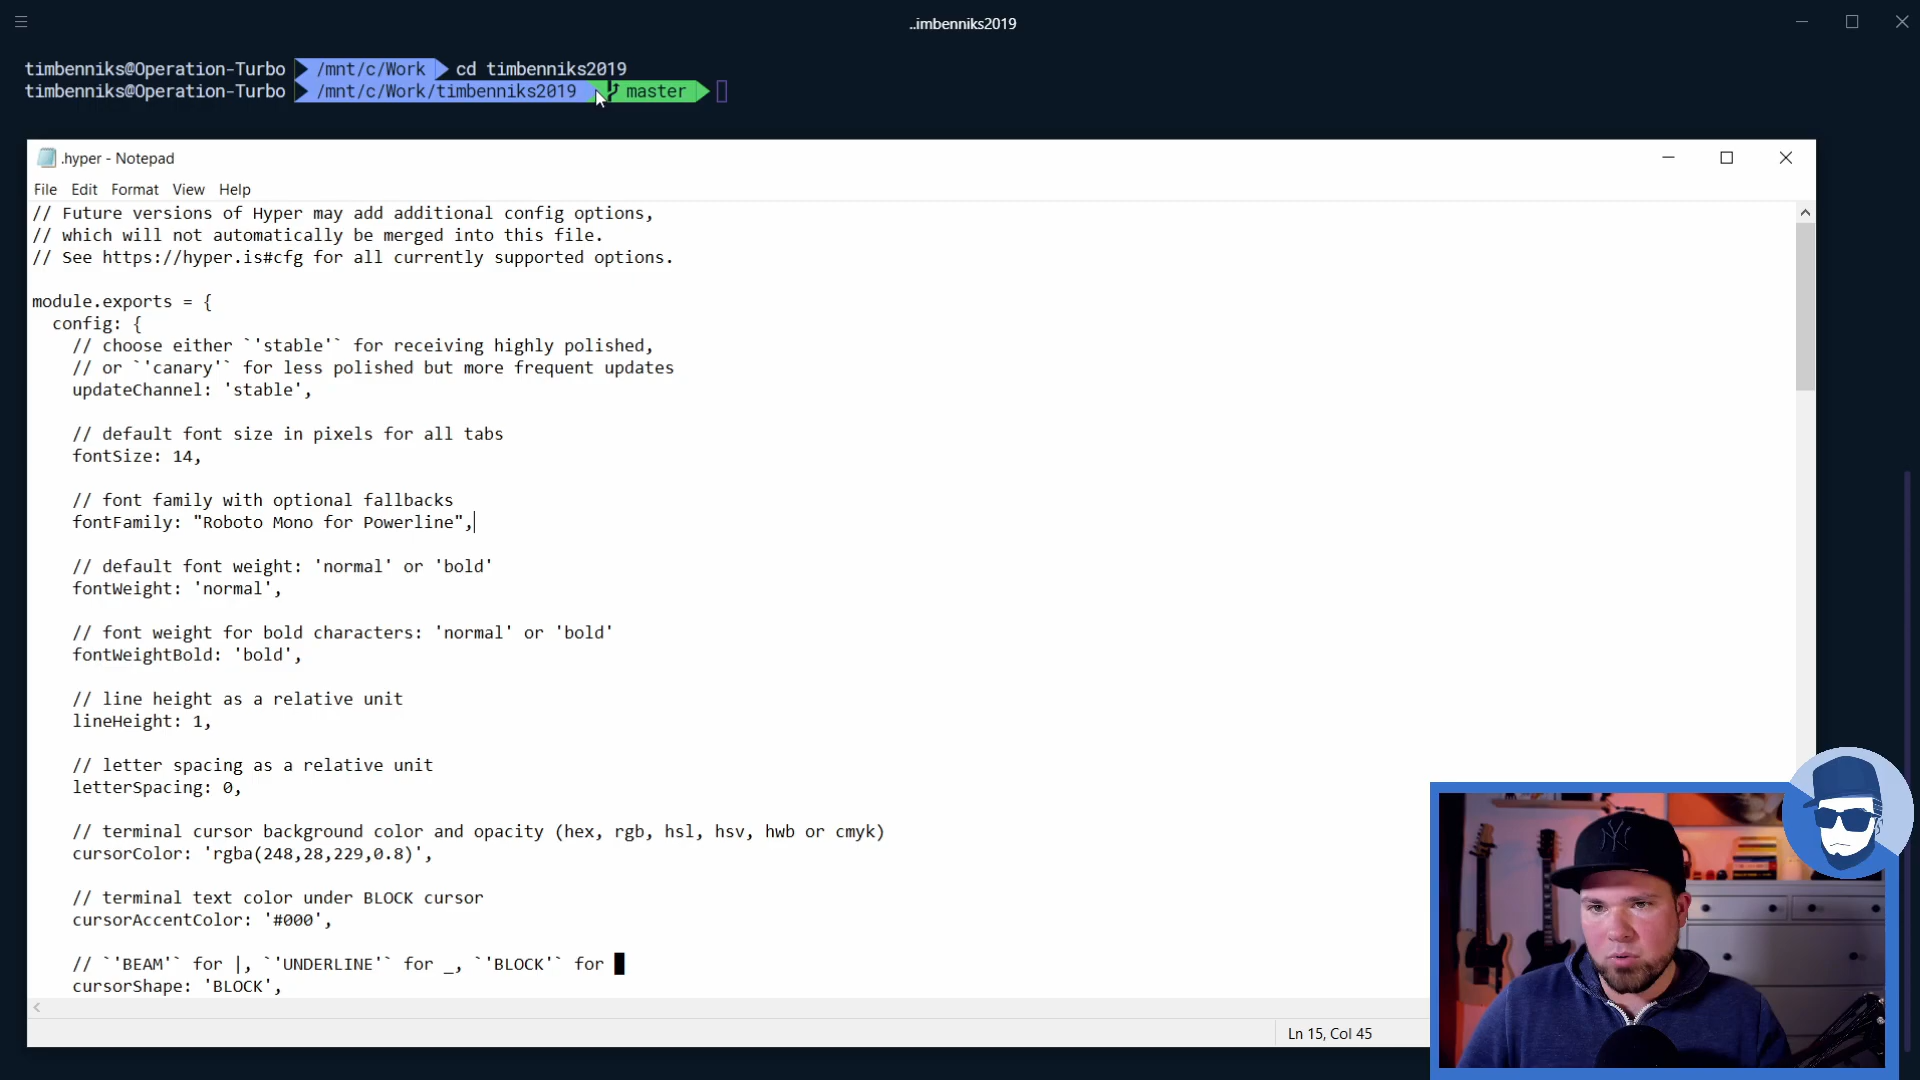 ..imbenniks2019
timbenniks@Operation-Turbo /mnt/c/Work cd timbenniks2019
timbenniks@Operation-Turbo /mnt/c/Work/timbenniks2019 master
.hyper - Notepad
File Edit Format View Help
// Future versions of Hyper may add additional config options,
// which will not automatically be merged into this file.
// See https://hyper.is#cfg for all currently supported options.
module.exports = {
config: {
// choose either `'stable'` for receiving highly polished,
// or `'canary'` for less polished but more frequent updates
updateChannel: 'stable',
// default font size in pixels for all tabs
fontSize: 14,
// font family with optional fallbacks
fontFamily: "Roboto Mono for Powerline",
// default font weight: 'normal' or 'bold'
fontWeight: 'normal',
// font weight for bold characters: 'normal' or 'bold'
fontWeightBold: 'bold',
// line height as a relative unit
lineHeight: 1,
// letter spacing as a relative unit
letterSpacing: 0,
// terminal cursor background color and opacity (hex, rgb, hsl, hsv, hwb or cmyk)
cursorColor: 'rgba(248,28,229,0.8)',
// terminal text color under BLOCK cursor
cursorAccentColor: '#000',
// `'BEAM'` for |, `'UNDERLINE'` for _, `'BLOCK'` for █
cursorShape: 'BLOCK',
Ln 15, Col 45
NY